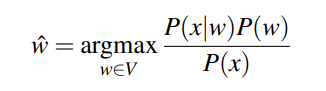 ŵ = argmax P(x|w)P(w)
w∈V P(x)